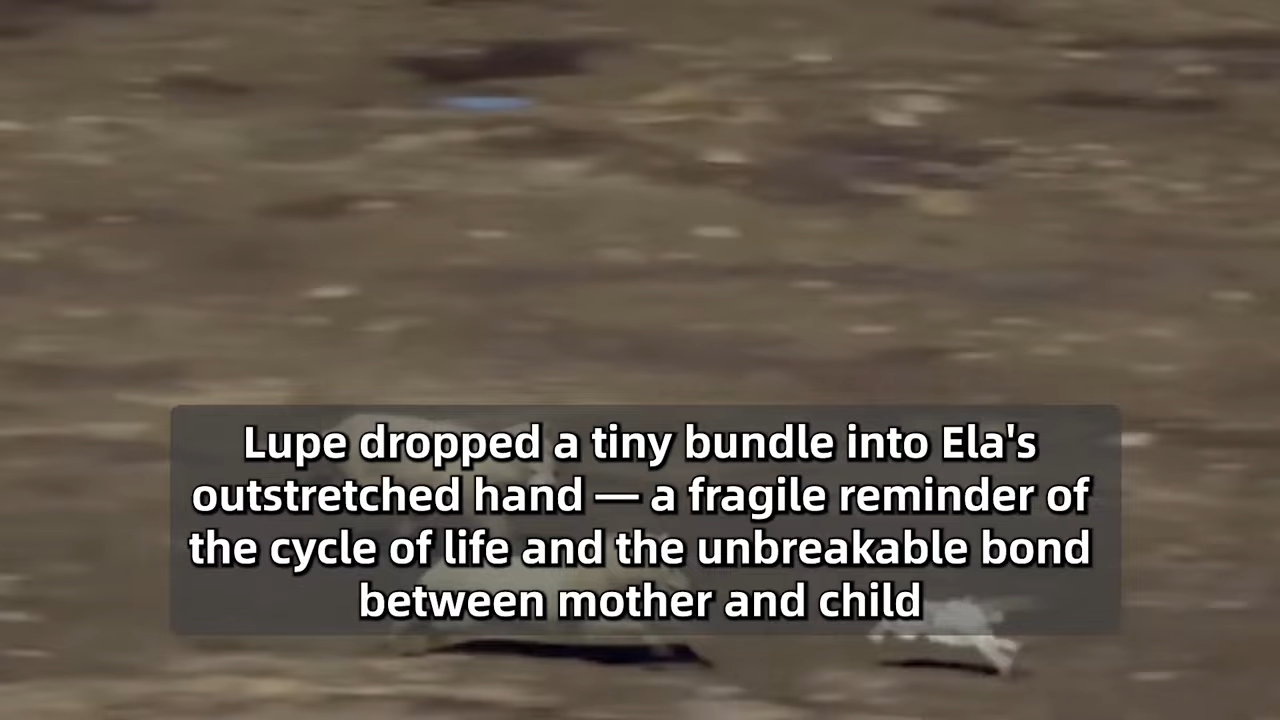 Lupe dropped a tiny bundle into Ela's
outstretched hand — a fragile reminder of
the cycle of life and the unbreakable bond
between mother and child